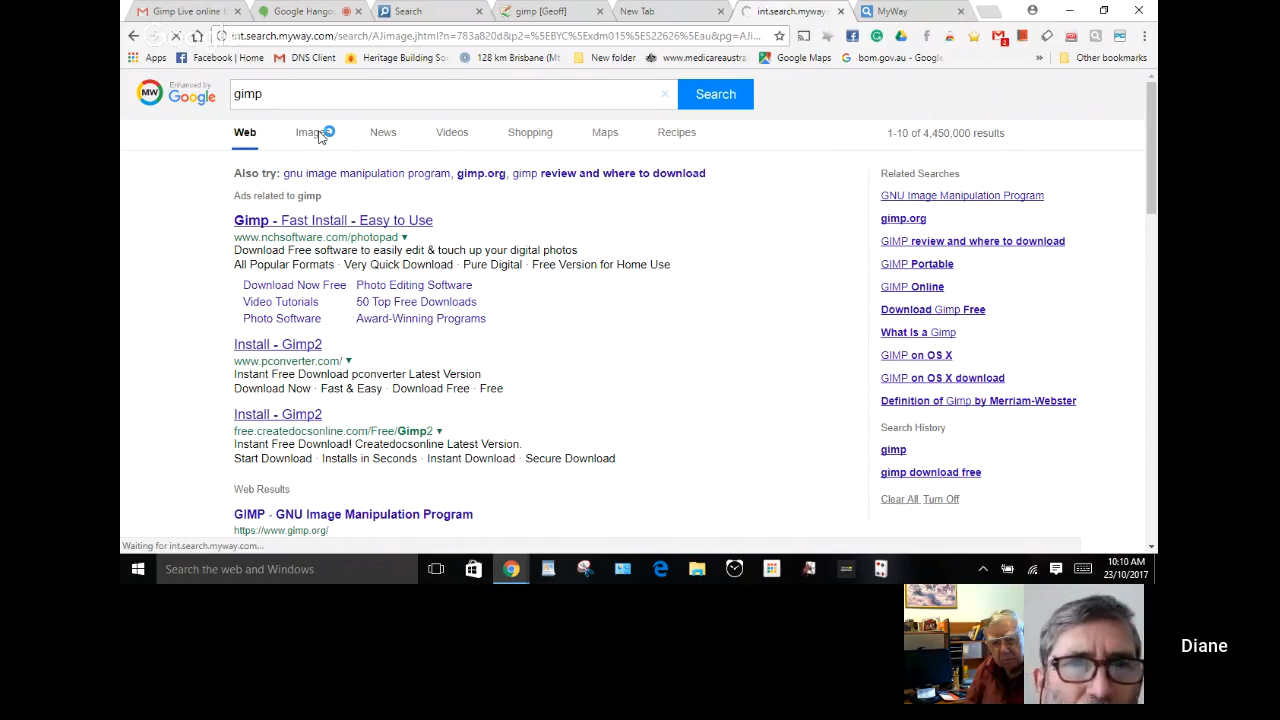 Gimp Live online l
Google Hangou
Search
gimp [Geoff]
New Tab
int.search.myway.
MyWay
int.search.myway.com/search/AJimage.jhtml?n=783a820d&p2=%5EBYC%5Exdm015%5ES22626%5Eau&pg=AJi
Apps
Facebook | Home
DNS Client
Heritage Building So
128 km Brisbane (Mt
New folder
www.medicareaustra
Google Maps
bom.gov.au - Google
»
Other bookmarks
MW
Enhanced by
Google
gimp
Search
Web
News
Videos
Shopping
Maps
Recipes
1-10 of 4,450,000 results
Also try: gnu image manipulation program, gimp.org, gimp review and where to download
Ads related to gimp
Gimp - Fast Install - Easy to Use
www.nchsoftware.com/photopad
Download Free software to easily edit & touch up your digital photos
All Popular Formats · Very Quick Download · Pure Digital · Free Version for Home Use
Download Now Free
Photo Editing Software
Video Tutorials
50 Top Free Downloads
Photo Software
Award-Winning Programs
Install - Gimp2
www.pconverter.com/
Instant Free Download pconverter Latest Version
Download Now · Fast & Easy · Download Free · Free
Install - Gimp2
free.createdocsonline.com/Free/Gimp2
Instant Free Download! Createdocsonline Latest Version.
Start Download · Installs in Seconds · Instant Download · Secure Download
Web Results
GIMP - GNU Image Manipulation Program
https://www.gimp.org/
Related Searches
GNU Image Manipulation Program
gimp.org
GIMP review and where to download
GIMP Portable
GIMP Online
Download Gimp Free
What Is a Gimp
GIMP on OS X
GIMP on OS X download
Definition of Gimp by Merriam-Webster
Search History
gimp
gimp download free
Clear All Turn Off
Waiting for int.search.myway.com...
Search the web and Windows
10:10 AM
23/10/2017
Diane